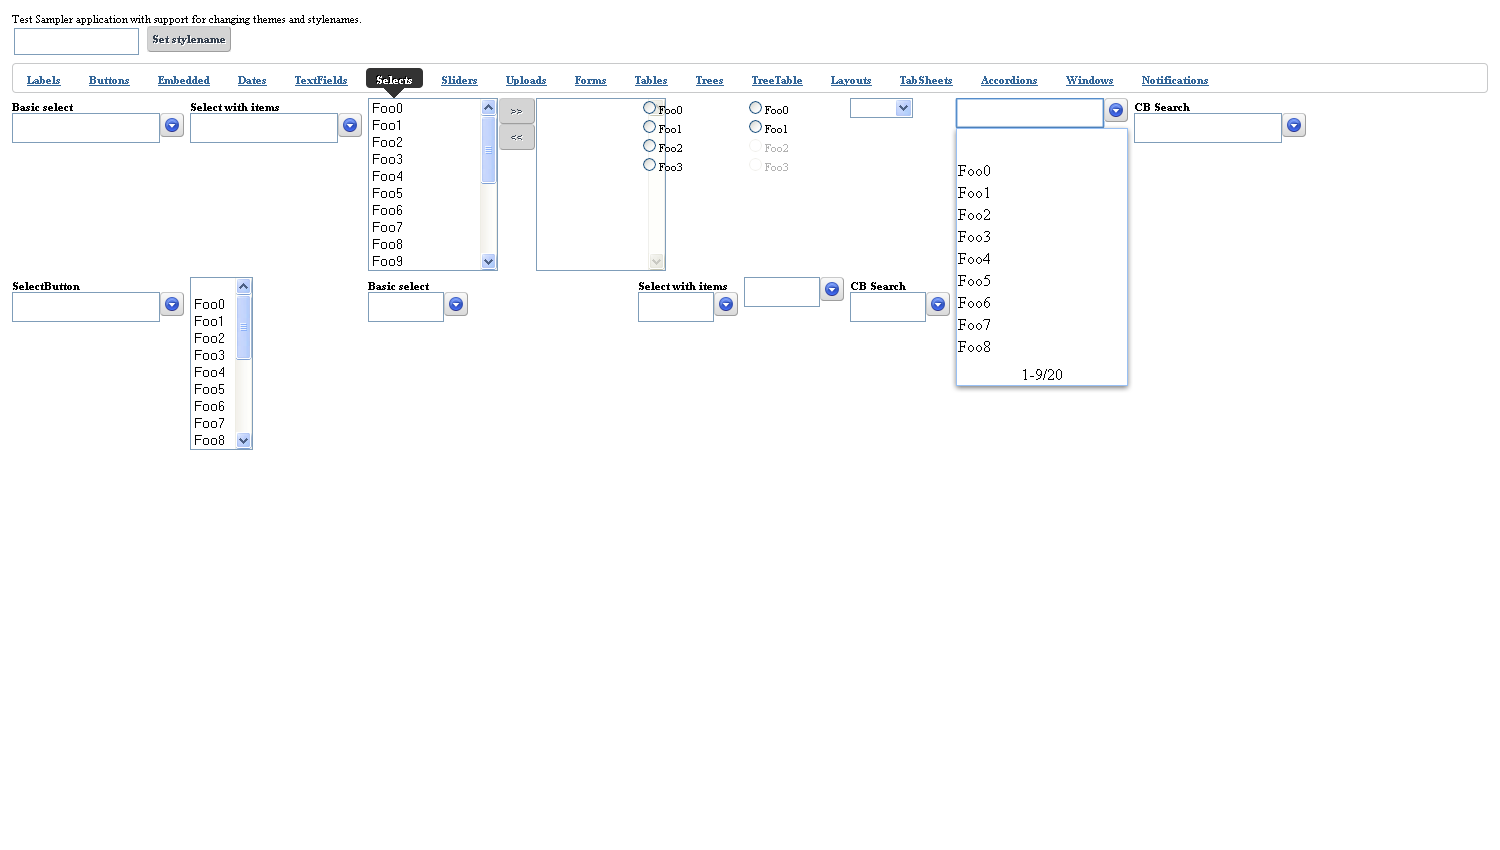 Test Sampler application with support for changing themes and stylenames.
Set stylename
Labels Buttons Embedded Dates TextFields Selects Sliders Uploads Forms Tables Trees TreeTable Layouts TabSheets Accordions Windows Notifications
Basic select
Select with items
Foo0
Foo1
Foo2
Foo3
Foo4
Foo5
Foo6
Foo7
Foo8
Foo9
>>
<<
Foo0
Foo1
Foo2
Foo3
Foo0
Foo1
Foo2
Foo3
Foo0
Foo1
Foo2
Foo3
Foo4
Foo5
Foo6
Foo7
Foo8
1-9/20
CB Search
SelectButton
Foo0
Foo1
Foo2
Foo3
Foo4
Foo5
Foo6
Foo7
Foo8
Basic select
Select with items
CB Search